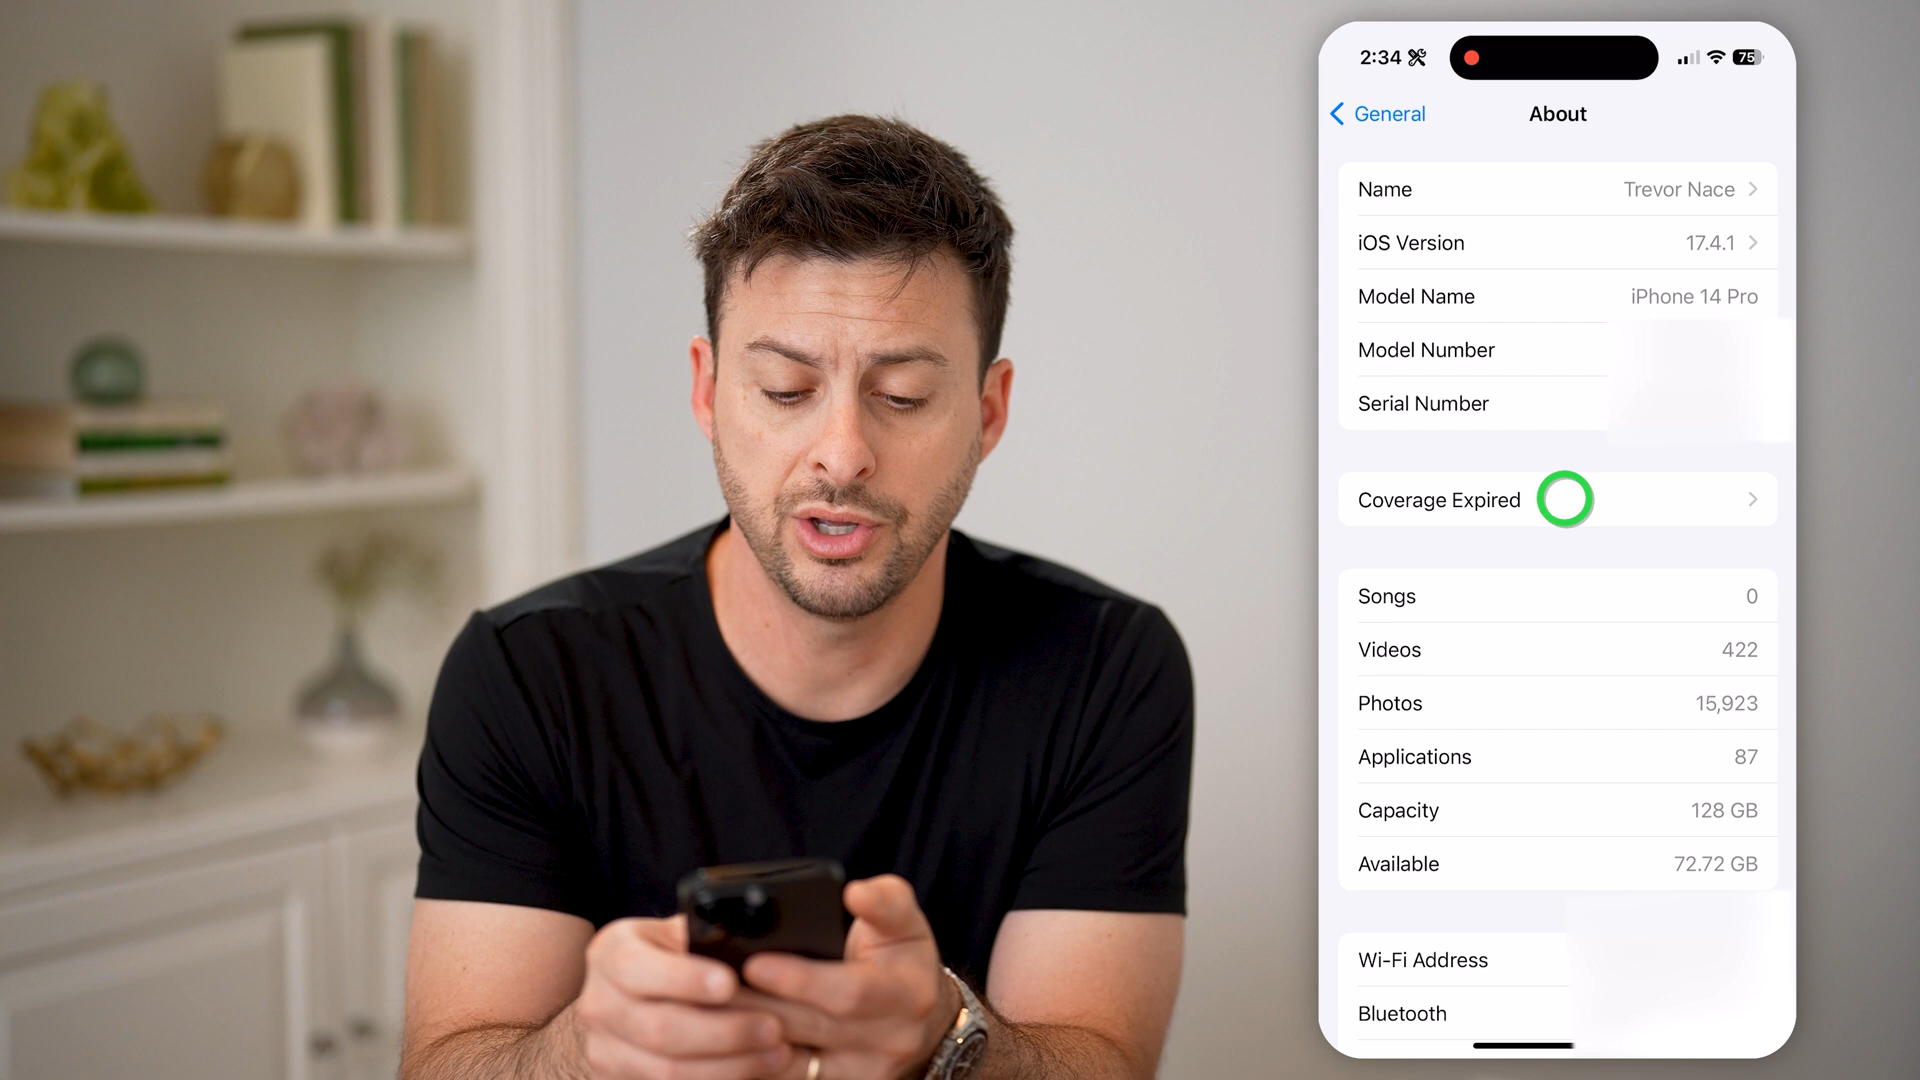 2:34 75
General About
Name Trevor Nace
iOS Version 17.4.1
Model Name iPhone 14 Pro
Model Number
Serial Number
Coverage Expired
Songs 0
Videos 422
Photos 15,923
Applications 87
Capacity 128 GB
Available 72.72 GB
Wi-Fi Address
Bluetooth